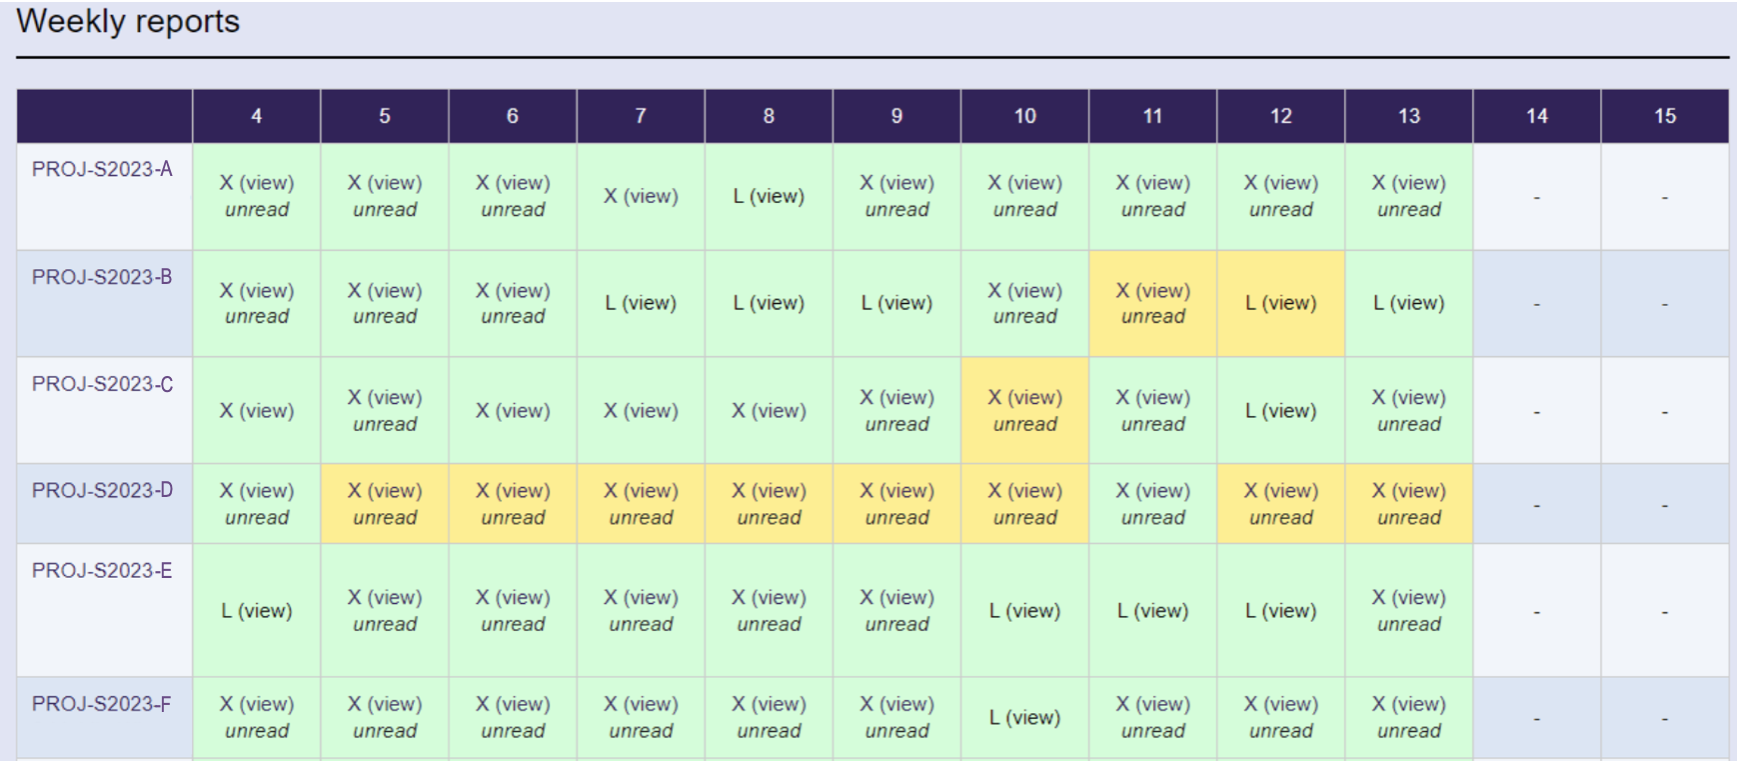 Weekly reports
4 5 6 7 8 9 10 11 12 13 14 15
PROJ-S2023-A
X (view) X (view) X (view) X (view) L (view) X (view) X (view) X (view) X (view) X (view) - -
unread unread unread unread unread unread unread unread
PROJ-S2023-B
X (view) X (view) X (view) L (view) L (view) L (view) X (view) X (view) L (view) L (view) - -
unread unread unread unread unread
PROJ-S2023-C
X (view) X (view) X (view) X (view) X (view) X (view) X (view) X (view) L (view) X (view) - -
unread unread unread unread unread
PROJ-S2023-D X (view) X (view) X (view) X (view) X (view) X (view) X (view) X (view) X (view) X (view) - -
unread unread unread unread unread unread unread unread unread unread
PROJ-S2023-E
L (view) X (view) X (view) X (view) X (view) X (view) L (view) L (view) L (view) X (view) - -
unread unread unread unread unread unread
PROJ-S2023-F X (view) X (view) X (view) X (view) X (view) X (view) L (view) X (view) X (view) X (view) - -
unread unread unread unread unread unread unread unread unread